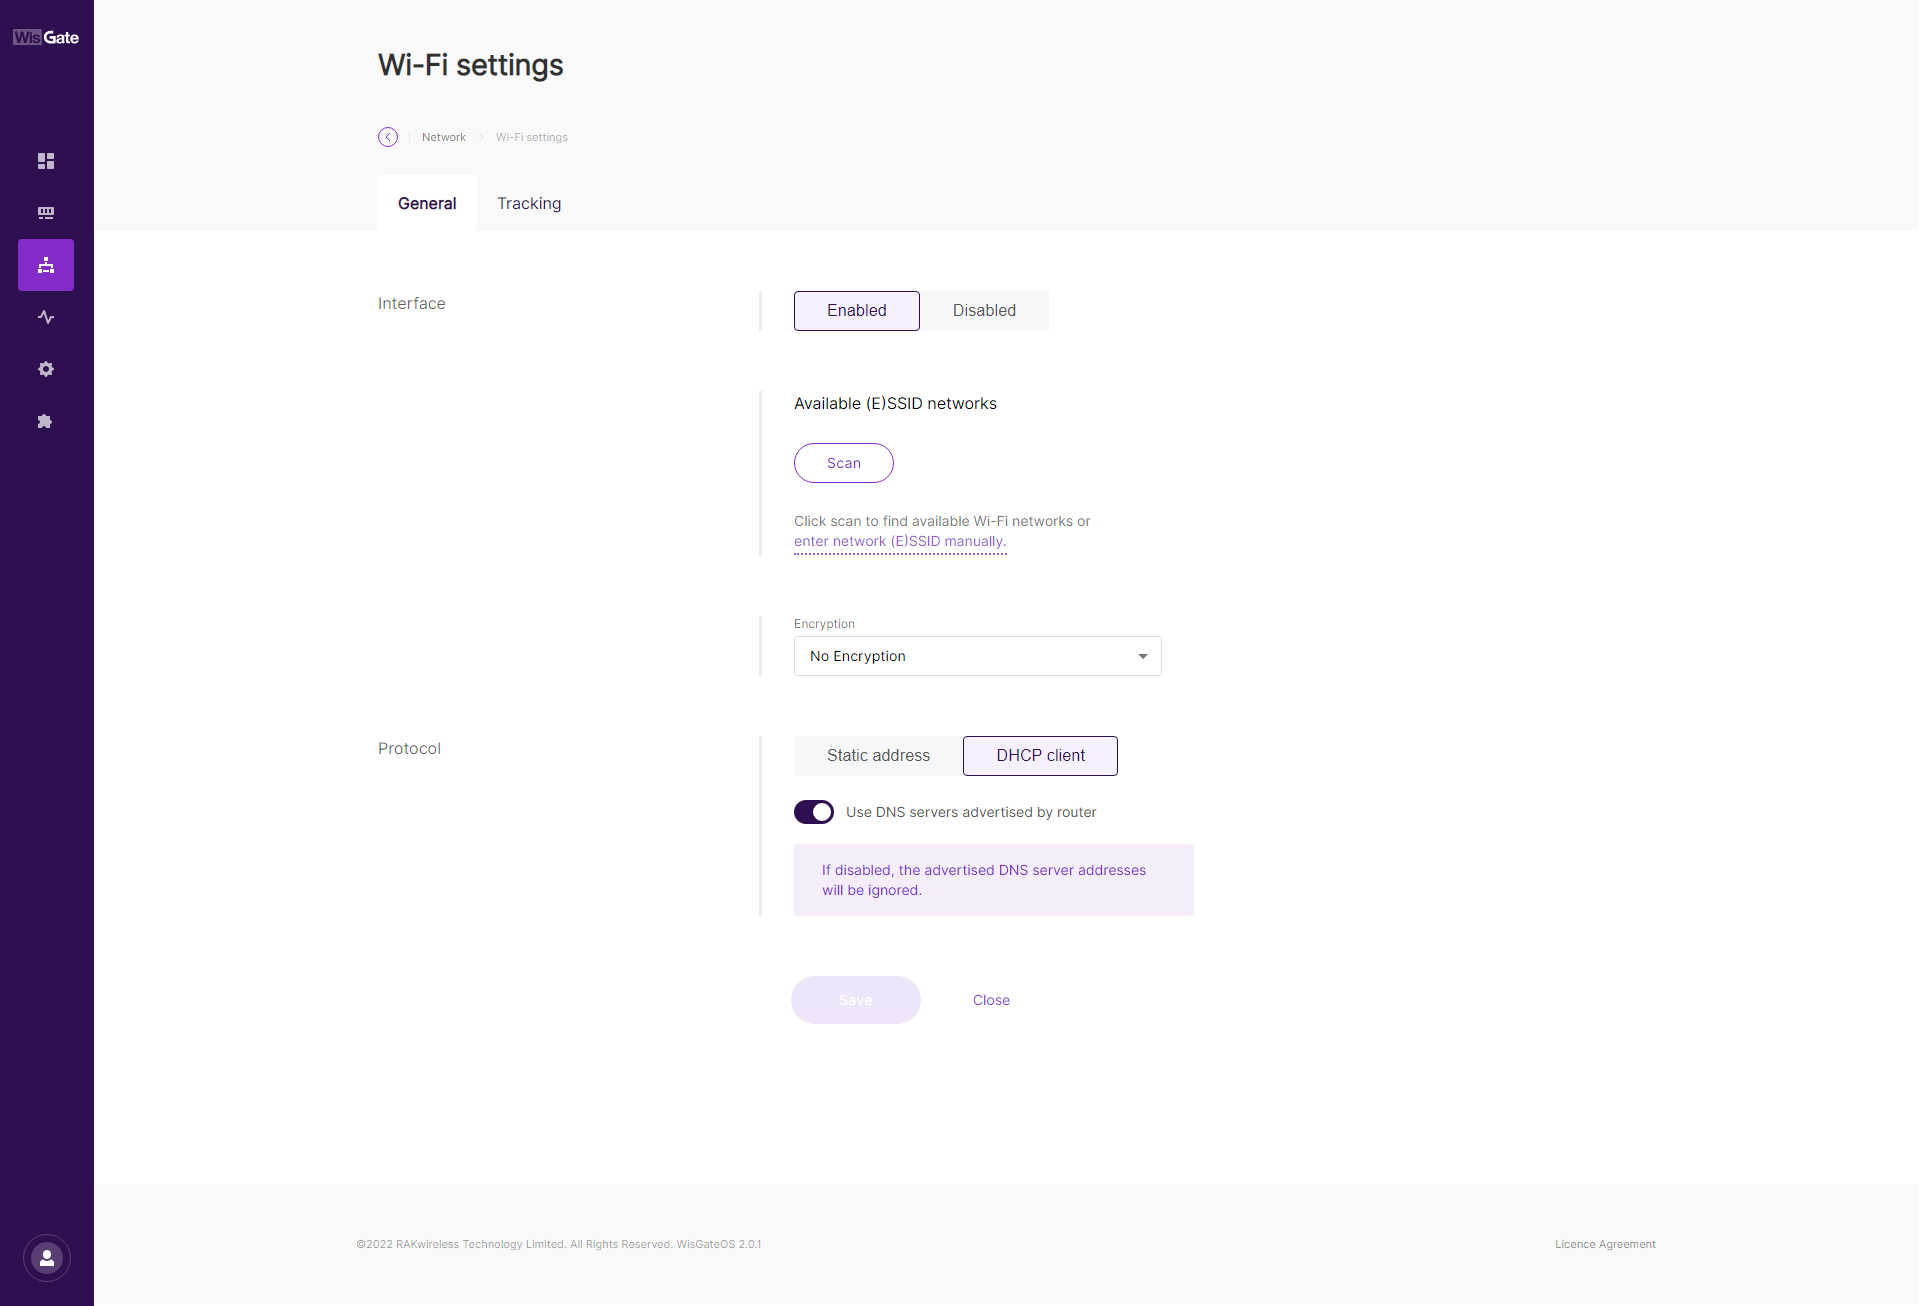 WisGate
Wi-Fi settings
Network
Wi-Fi settings
General
Tracking
Interface
Enabled
Disabled
Available (E)SSID networks
Scan
Click scan to find available Wi-Fi networks or
enter network (E)SSID manually.
Encryption
No Encryption
Protocol
Static address
DHCP client
Use DNS servers advertised by router
If disabled, the advertised DNS server addresses
will be ignored.
Save
Close
©2022 RAKwireless Technology Limited. All Rights Reserved. WisGateOS 2.0.1
Licence Agreement